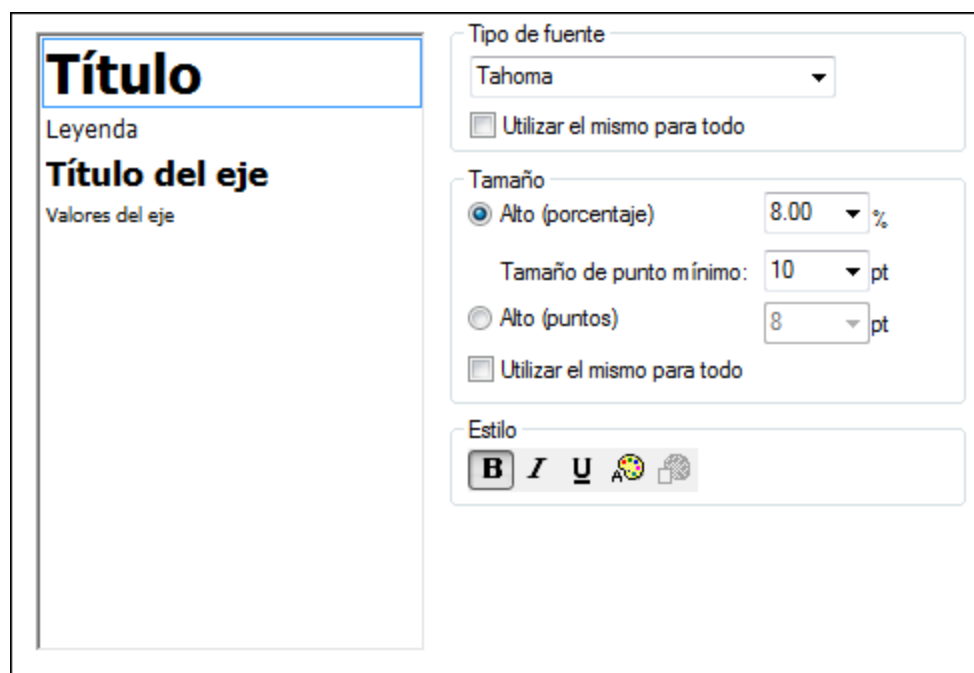 Título
Leyenda
Título del eje
Valores del eje
Tipo de fuente
Tahoma
Utilizar el mismo para todo
Tamaño
Alto (porcentaje) 8.00 %
Tamaño de punto mínimo: 10 pt
Alto (puntos) 8 pt
Utilizar el mismo para todo
Estilo
B I U A